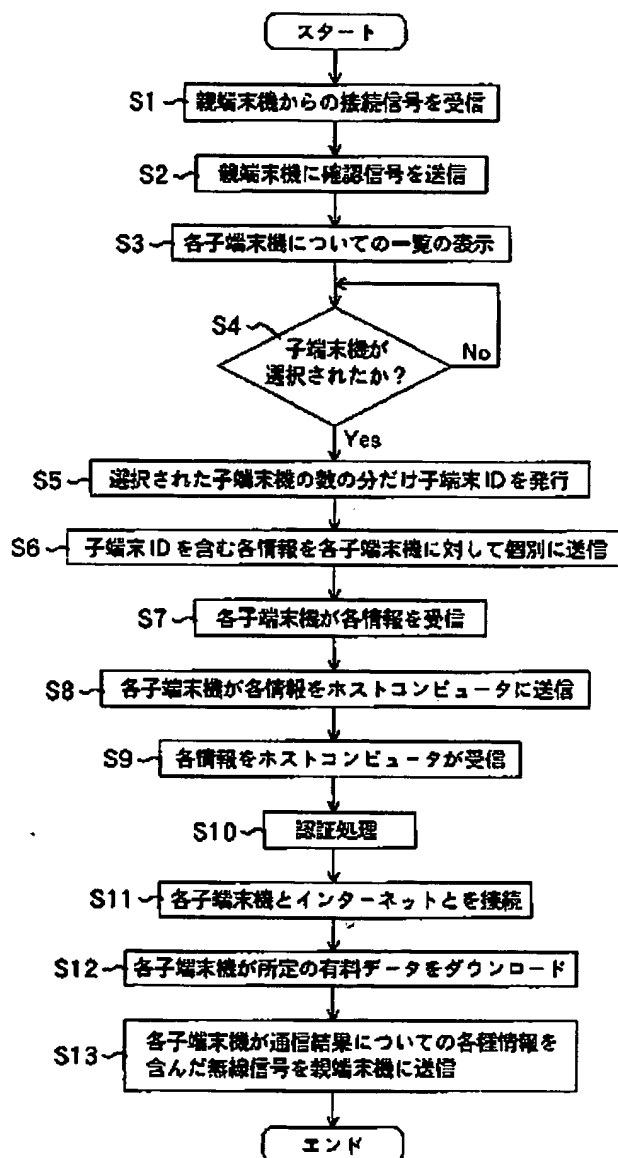 スタート
S1 親端末機からの接続信号を受信
S2 親端末機に確認信号を送信
S3 各子端末機についての一覧の表示
S4 子端末機が
選択されたか？
No
Yes
S5 選択された子端末機の数の分だけ子端末IDを発行
S6 子端末IDを含む各情報を各子端末機に対して個別に送信
S7 各子端末機が各情報を受信
S8 各子端末機が各情報をホストコンピュータに送信
S9 各情報をホストコンピュータが受信
S10 認証処理
S11 各子端末機とインターネットとを接続
S12 各子端末機が所定の有料データをダウンロード
S13 各子端末機が通信結果についての各種情報を
含んだ無線信号を親端末機に送信
エンド